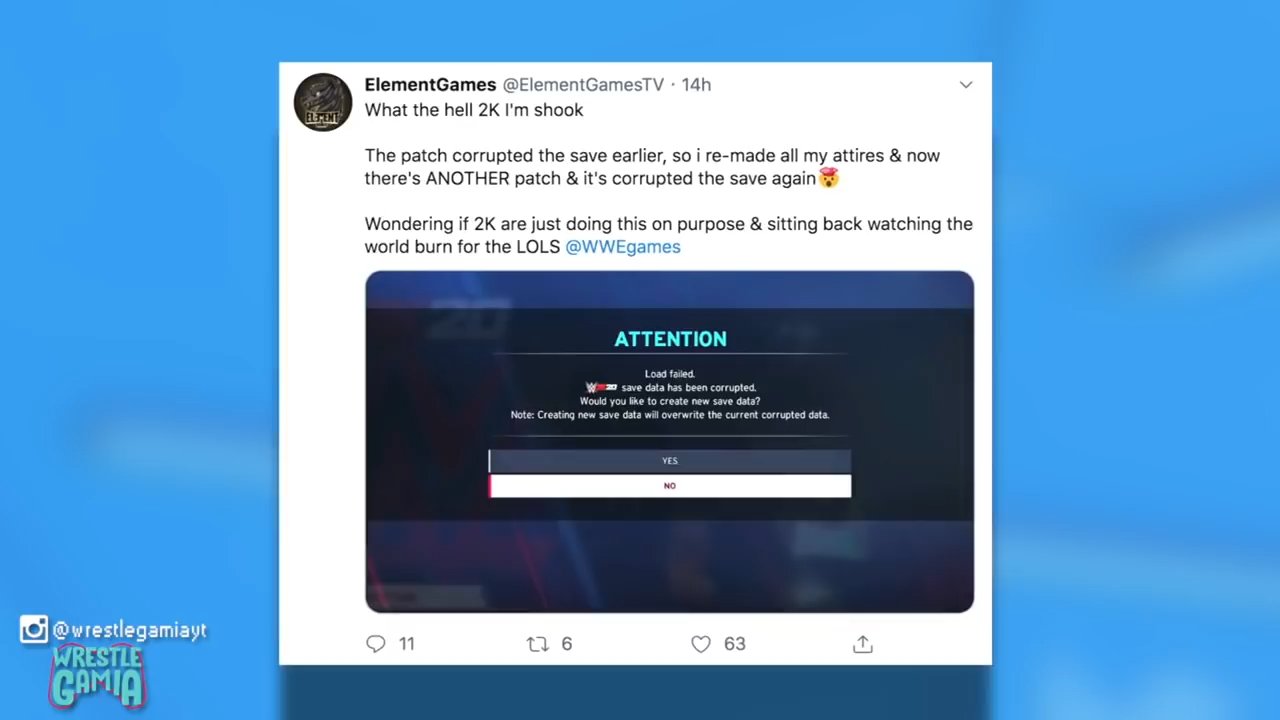 ElementGames @ElementGamesTV · 14h
What the hell 2K I'm shook
The patch corrupted the save earlier, so i re-made all my attires & now
there's ANOTHER patch & it's corrupted the save again🤯
Wondering if 2K are just doing this on purpose & sitting back watching the
world burn for the LOLS @WWEgames
2K20
ATTENTION
Load failed.
W 2K20 save data has been corrupted.
Would you like to create new save data?
Note: Creating new save data will overwrite the current corrupted data.
YES
NO
11 6 63
@wrestlegamiayt
WRESTLE
GAMIA
ELEMENT